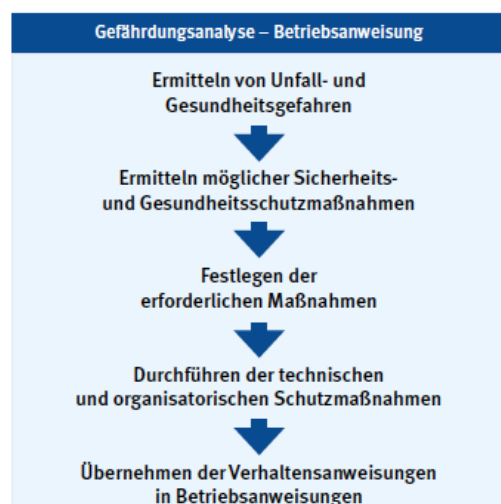 Gefährdungsanalyse – Betriebsanweisung
Ermitteln von Unfall- und
Gesundheitsgefahren
Ermitteln möglicher Sicherheits-
und Gesundheitsschutzmaßnahmen
Festlegen der
erforderlichen Maßnahmen
Durchführen der technischen
und organisatorischen Schutzmaßnahmen
Übernehmen der Verhaltensanweisungen
in Betriebsanweisungen